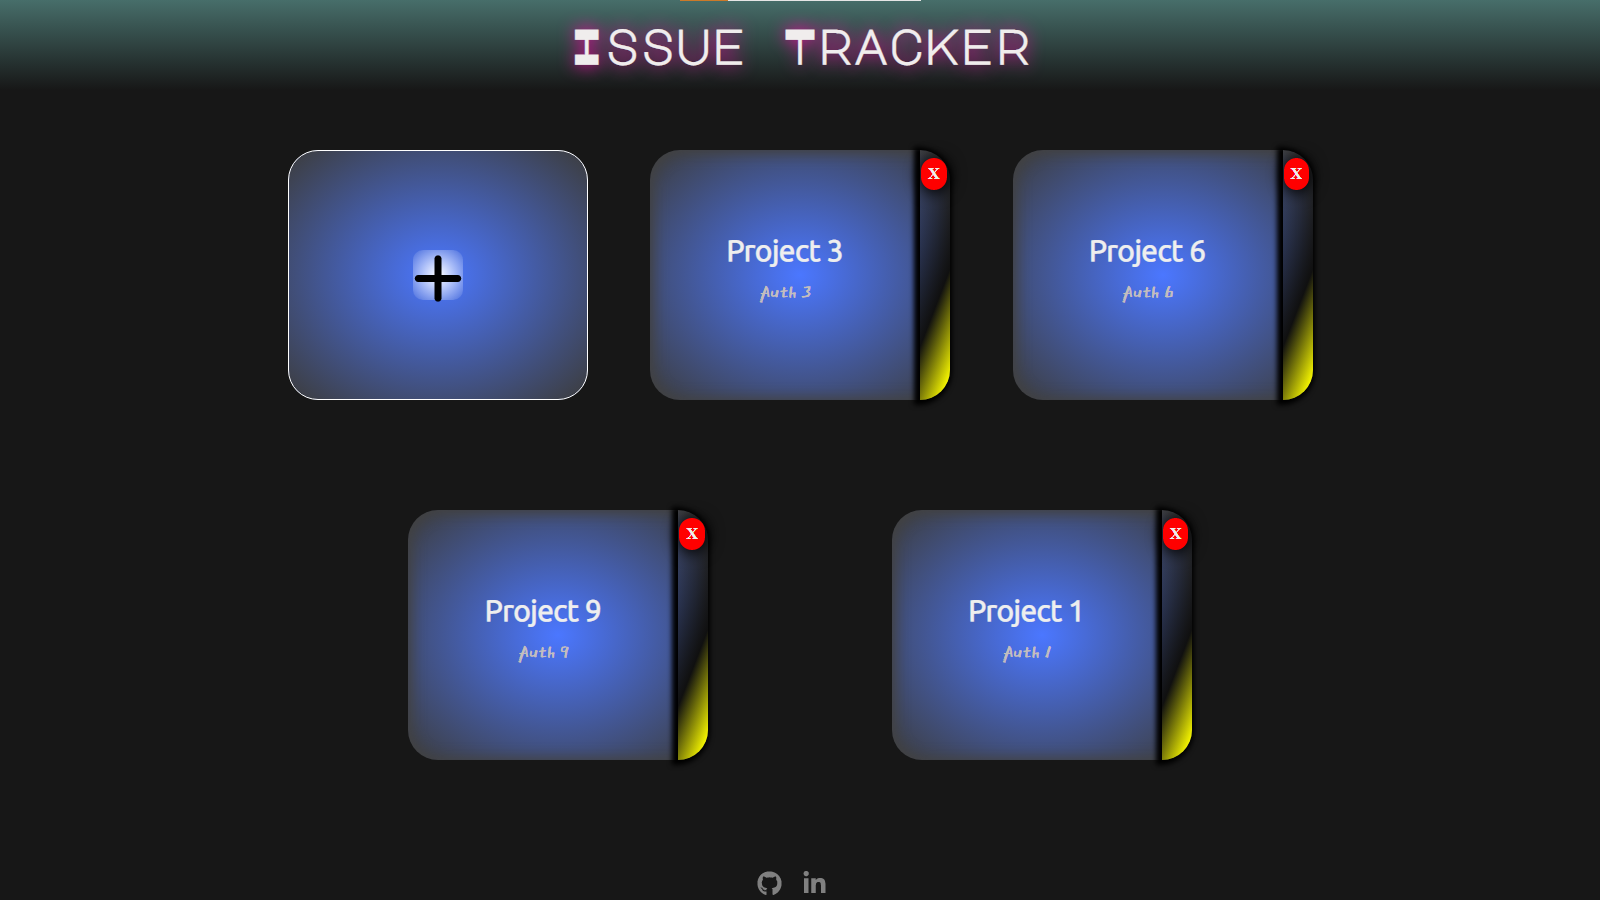 Issue Tracker
X
X
Project 3
Project 6
Auth 3
Auth 6
X
X
Project 9
Project 1
Auth 9
Auth 1
in